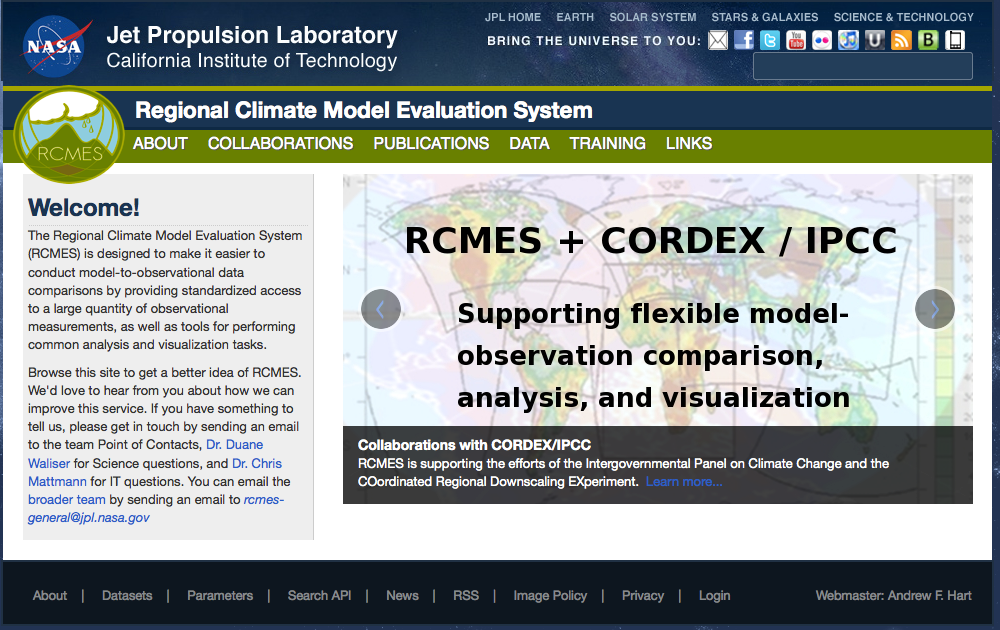 JPL HOME EARTH SOLAR SYSTEM STARS & GALAXIES SCIENCE & TECHNOLOGY
NASA
Jet Propulsion Laboratory
California Institute of Technology
BRING THE UNIVERSE TO YOU:
You Tube
U
B
Regional Climate Model Evaluation System
RCMES
ABOUT COLLABORATIONS PUBLICATIONS DATA TRAINING LINKS
Welcome!
The Regional Climate Model Evaluation System
(RCMES) is designed to make it easier to
conduct model-to-observational data
comparisons by providing standardized access
to a large quantity of observational
measurements, as well as tools for performing
common analysis and visualization tasks.
Browse this site to get a better idea of RCMES.
We'd love to hear from you about how we can
improve this service. If you have something to
tell us, please get in touch by sending an email
to the team Point of Contacts, Dr. Duane
Waliser for Science questions, and Dr. Chris
Mattmann for IT questions. You can email the
broader team by sending an email to rcmes-
general@jpl.nasa.gov
RCMES + CORDEX / IPCC
Supporting flexible model-
observation comparison,
analysis, and visualization
Collaborations with CORDEX/IPCC
RCMES is supporting the efforts of the Intergovernmental Panel on Climate Change and the
COordinated Regional Downscaling EXperiment. Learn more...
About | Datasets | Parameters | Search API | News | RSS | Image Policy | Privacy | Login
Webmaster: Andrew F. Hart